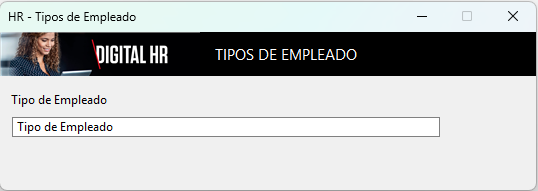 HR - Tipos de Empleado
DIGITAL HR
TIPOS DE EMPLEADO
Tipo de Empleado
Tipo de Empleado